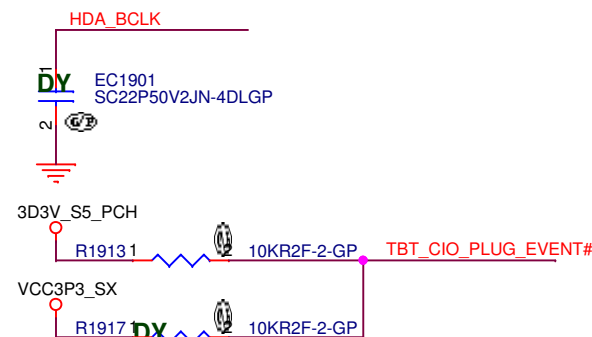 HDA_BCLK
1
DY
EC1901
SC22P50V2JN-4DLGP
2
G/P
3D3V_S5_PCH
R1913 1 2 10KR2F-2-GP TBT_CIO_PLUG_EVENT#
VCC3P3_SX
R1917 1 DX 2 10KR2F-2-GP